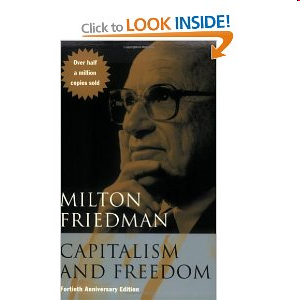 Click to LOOK INSIDE!
Over half
a million
copies sold
MILTON
FRIEDMAN
CAPITALISM
AND FREEDOM
Fortieth Anniversary Edition